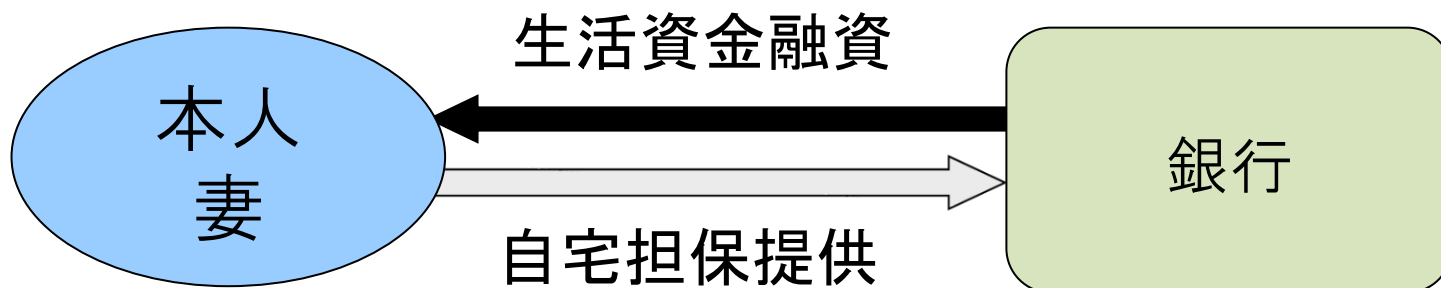 生活資金融資
本人
妻
銀行
自宅担保提供